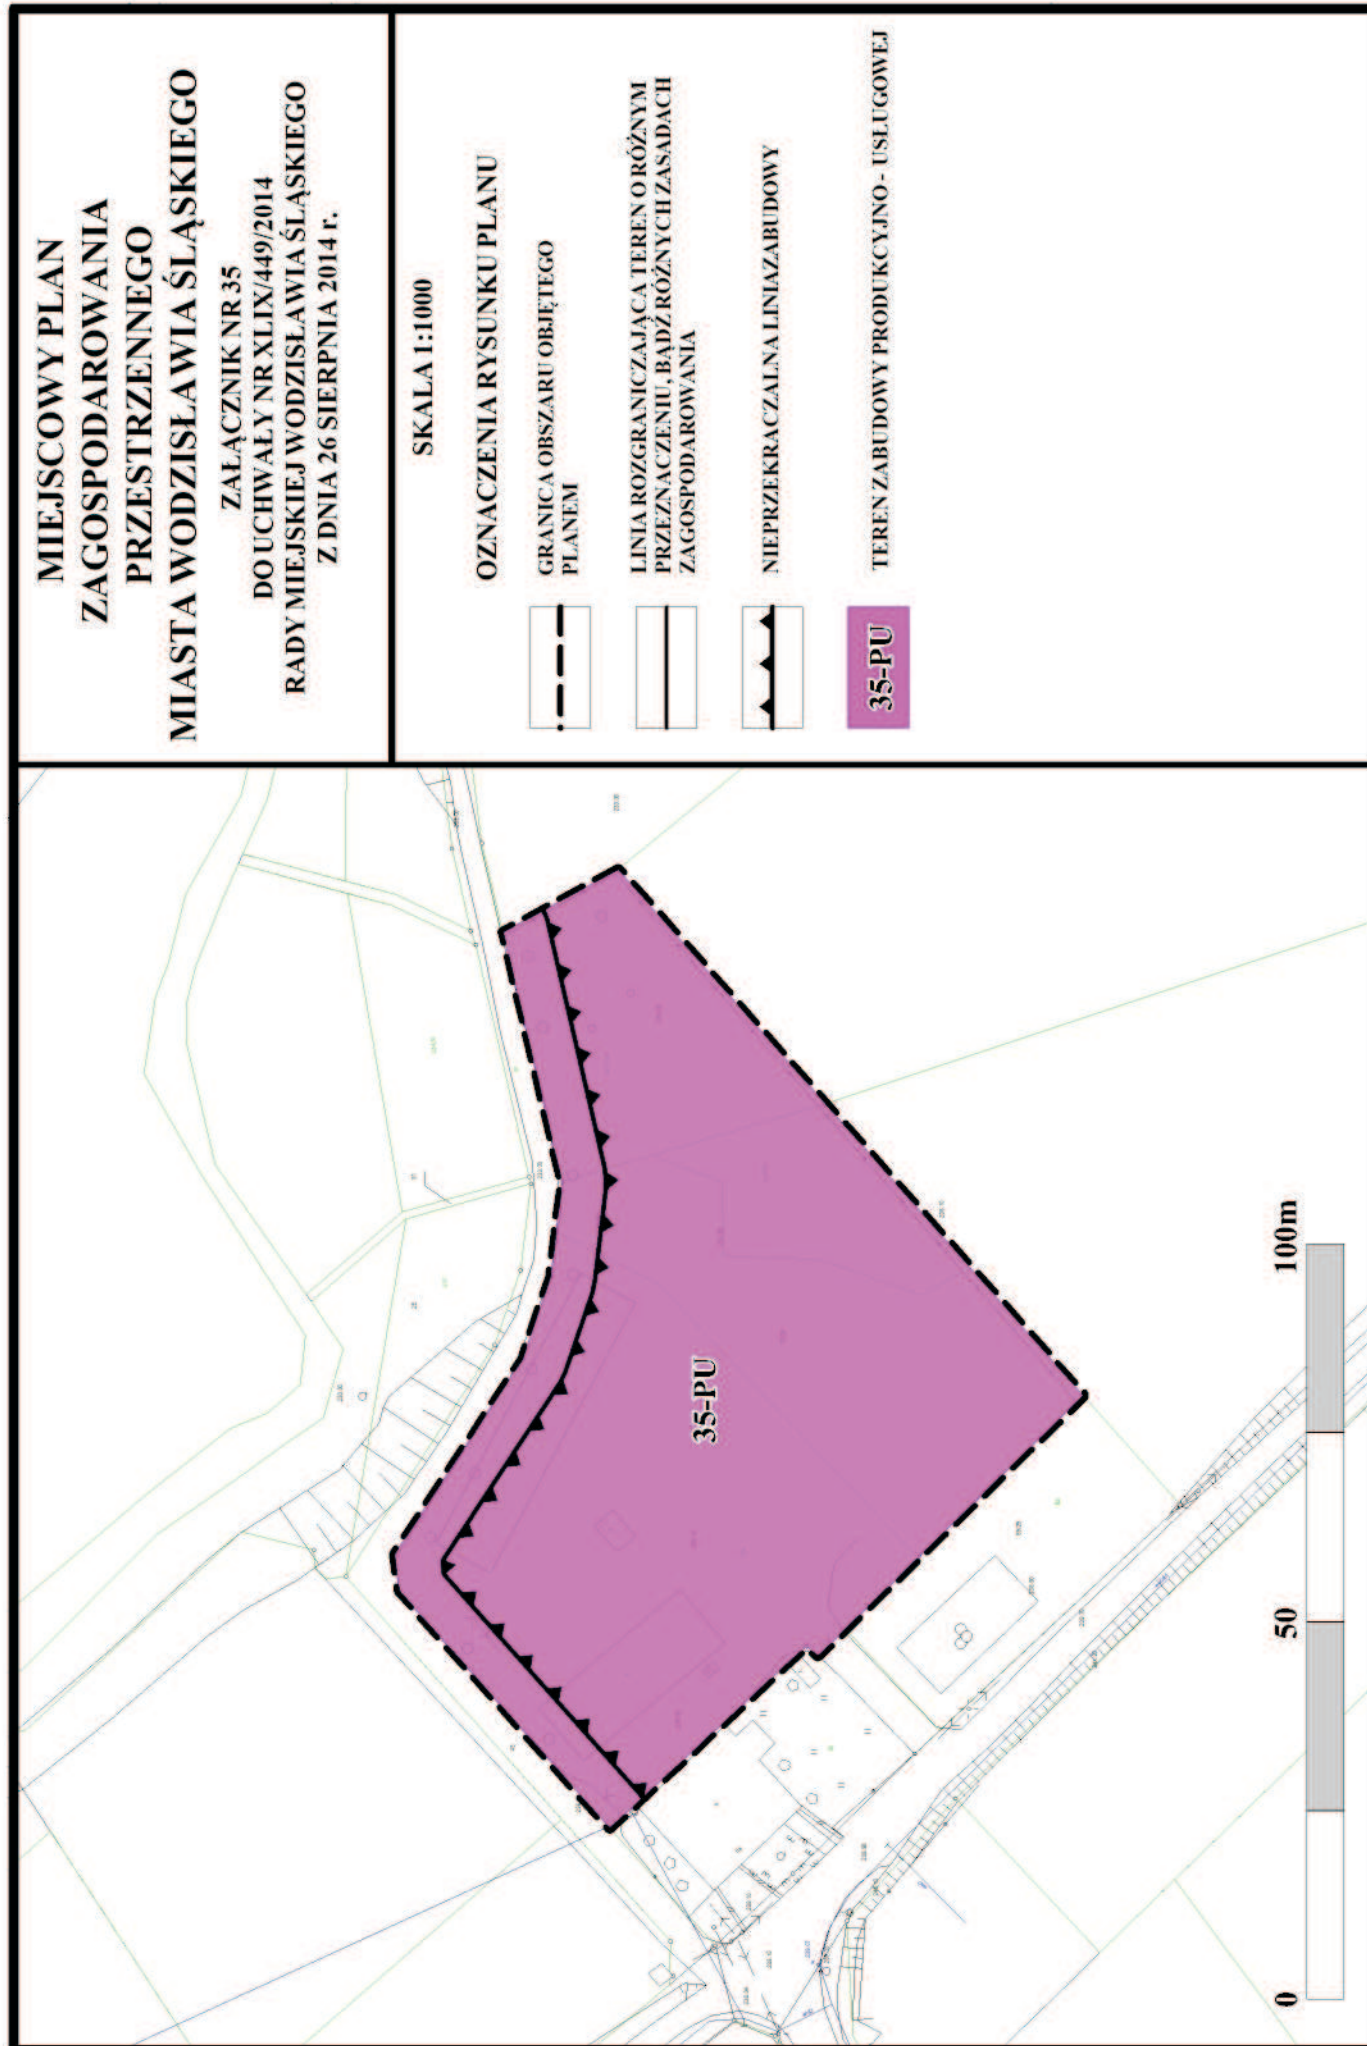 MIEJSCOWY PLAN
ZAGOSPODAROWANIA
PRZESTRZENNEGO
MIASTA WODZISŁAWIA ŚLĄSKIEGO
ZAŁĄCZNIK NR 35
DO UCHWAŁY NR XLIX/449/2014
RADY MIEJSKIEJ WODZISŁAWIA ŚLĄSKIEGO
Z DNIA 26 SIERPNIA 2014 r.
SKALA 1:1000
OZNACZENIA RYSUNKU PLANU
GRANICA OBSZARU OBJĘTEGO
PLANEM
LINIA ROZGRANICZAJĄCA TEREN O RÓŻNYM
PRZEZNACZENIU, BĄDŹ RÓŻNYCH ZASADACH
ZAGOSPODAROWANIA
NIEPRZEKRACZALNA LINIA ZABUDOWY
35-PU
TEREN ZABUDOWY PRODUKCYJNO - USŁUGOWEJ
35-PU
0
50
100m